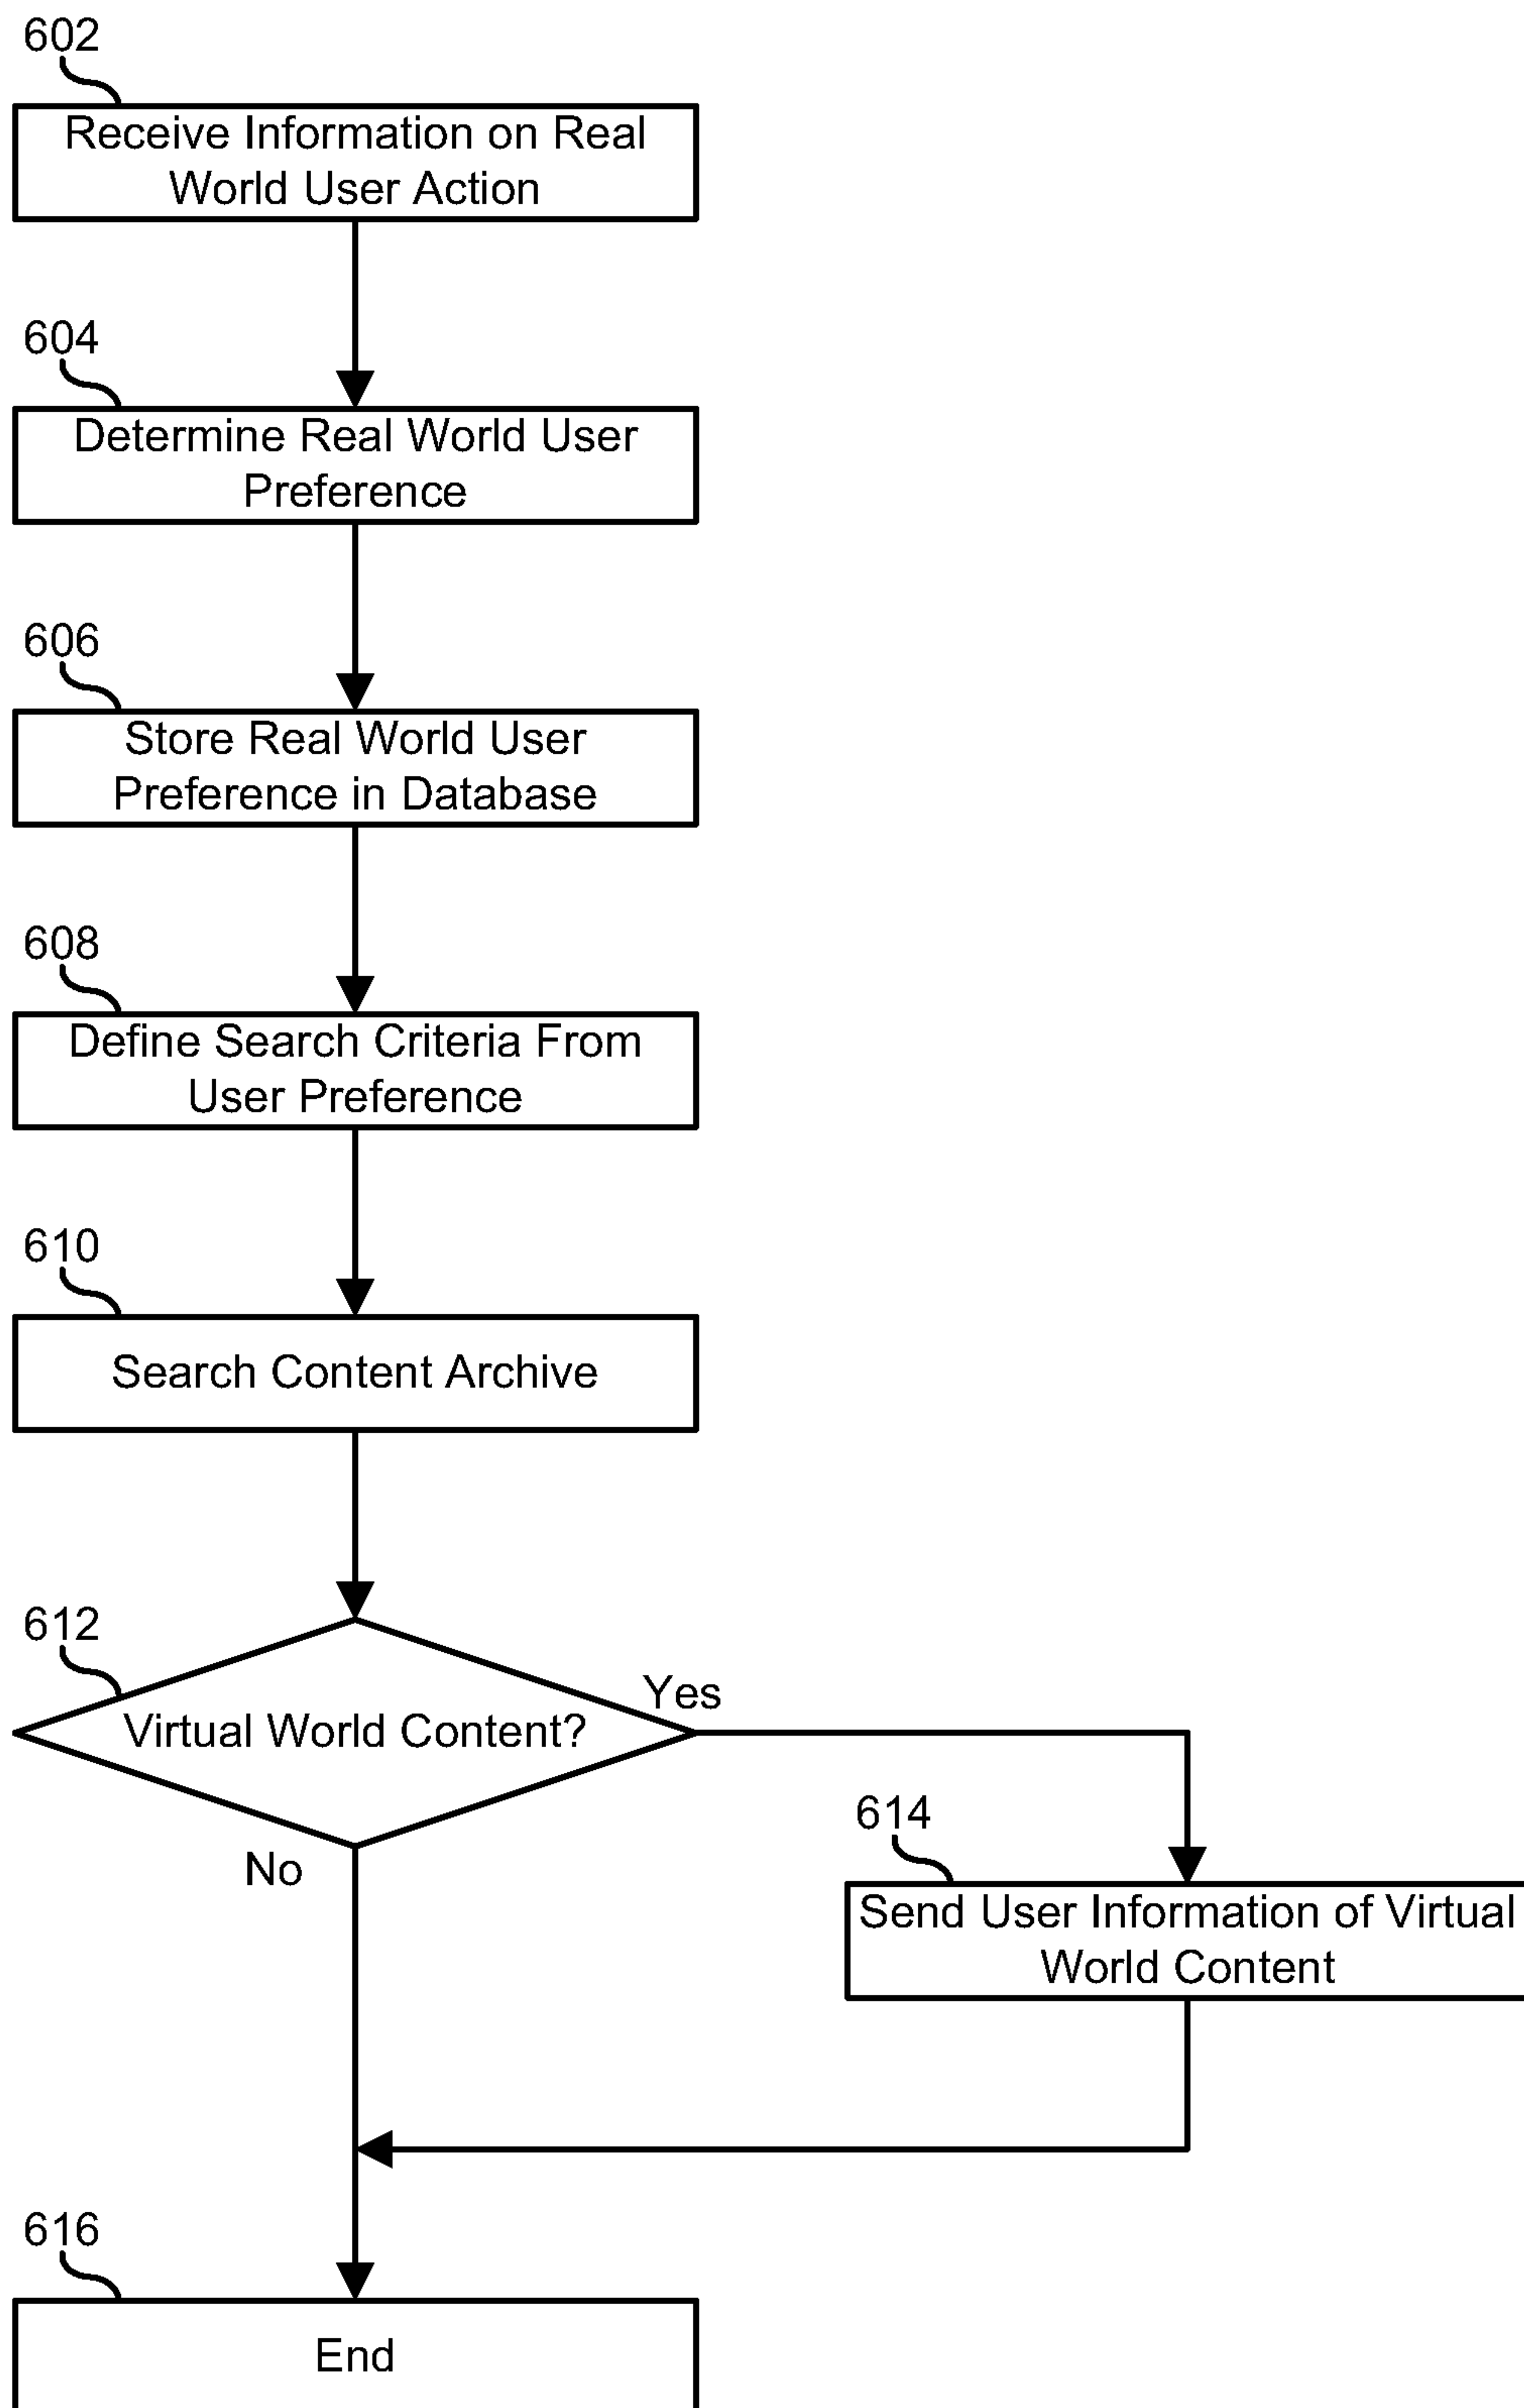 602
Receive Information on Real
World User Action
604
Determine Real World User
Preference
606
Store Real World User
Preference in Database
608
Define Search Criteria From
User Preference
610
Search Content Archive
612
Virtual World Content?
Yes
No
614
Send User Information of Virtual
World Content
616
End